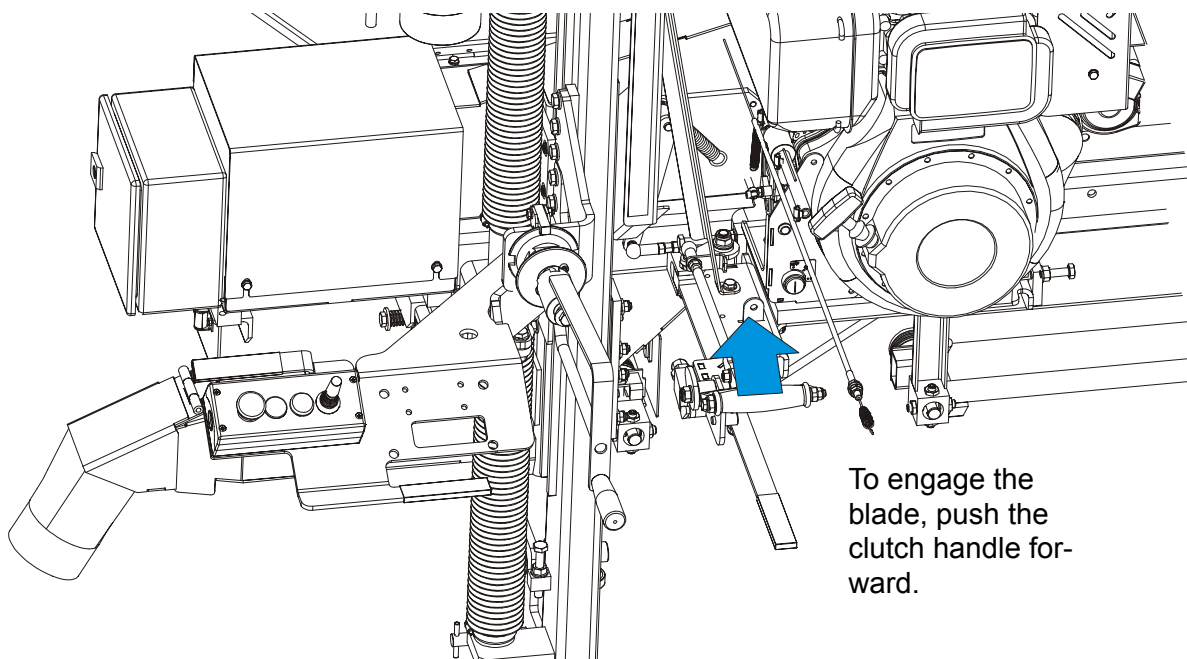 To engage the
blade, push the
clutch handle for-
ward.